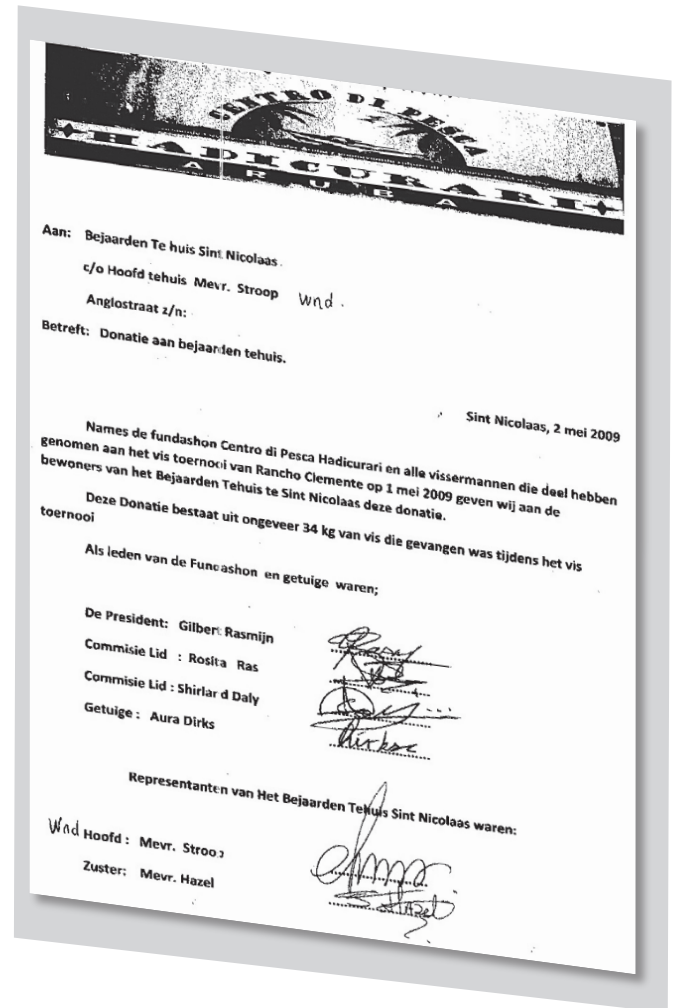 CENTRO DI PESCA
HADICURARI
ARUBA
Aan: Bejaarden Te huis Sint Nicolaas.
c/o Hoofd tehuis Mevr. Stroop Wnd.
Anglostraat z/n:
Betreft: Donatie aan bejaarden tehuis.
Sint Nicolaas, 2 mei 2009
Names de fundashon Centro di Pesca Hadicurari en alle vissermannen die deel hebben
genomen aan het vis toernooi van Rancho Clemente op 1 mei 2009 geven wij aan de
bewoners van het Bejaarden Tehuis te Sint Nicolaas deze donatie.
Deze Donatie bestaat uit ongeveer 34 kg van vis die gevangen was tijdens het vis
toernooi
Als leden van de Fundashon en getuige waren;
De President: Gilbert Rasmijn
Commisie Lid : Rosita Ras
Commisie Lid : Shirlard Daly
Getuige : Aura Dirks
Dirksz
Representanten van Het Bejaarden Tehuis Sint Nicolaas waren:
Wnd Hoofd : Mevr. Stroop
Zuster: Mevr. Hazel
S. Hazel